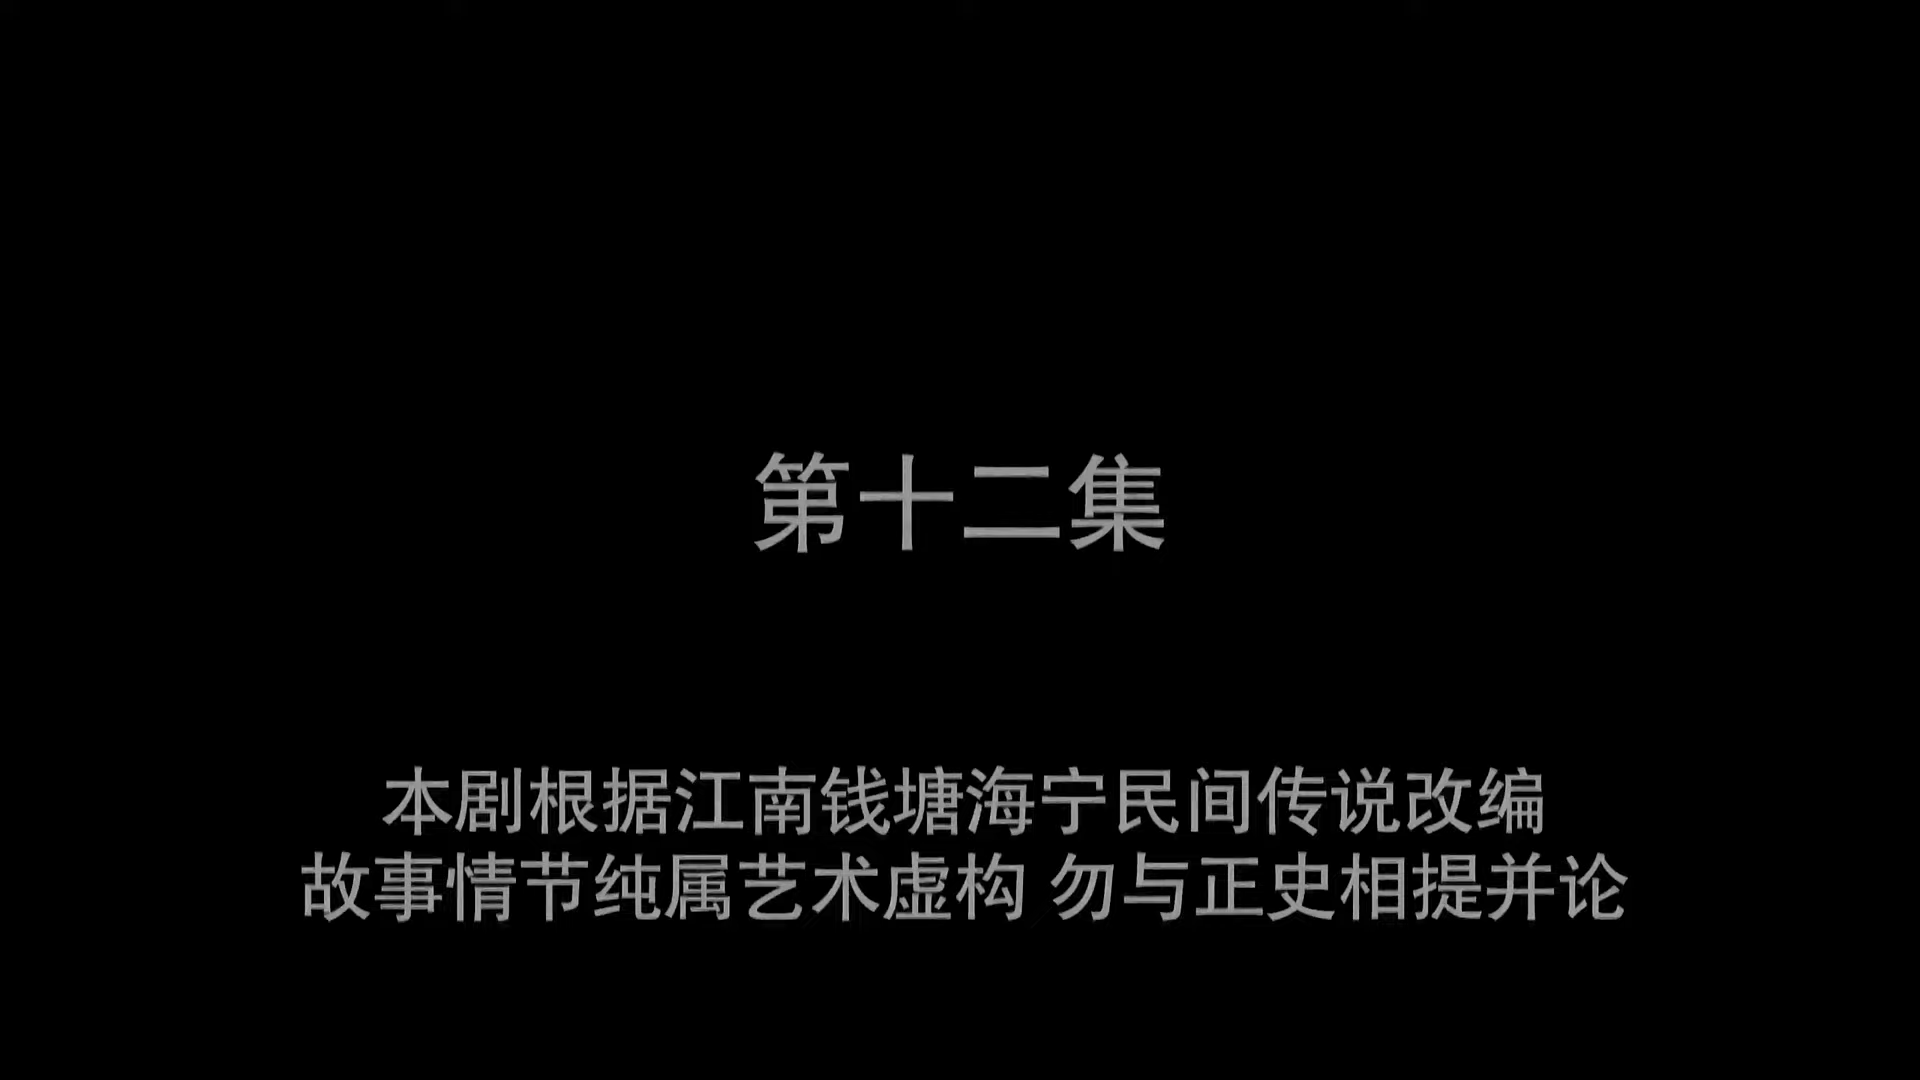 第十二集
本剧根据江南钱塘海宁民间传说改编
故事情节纯属艺术虚构 勿与正史相提并论